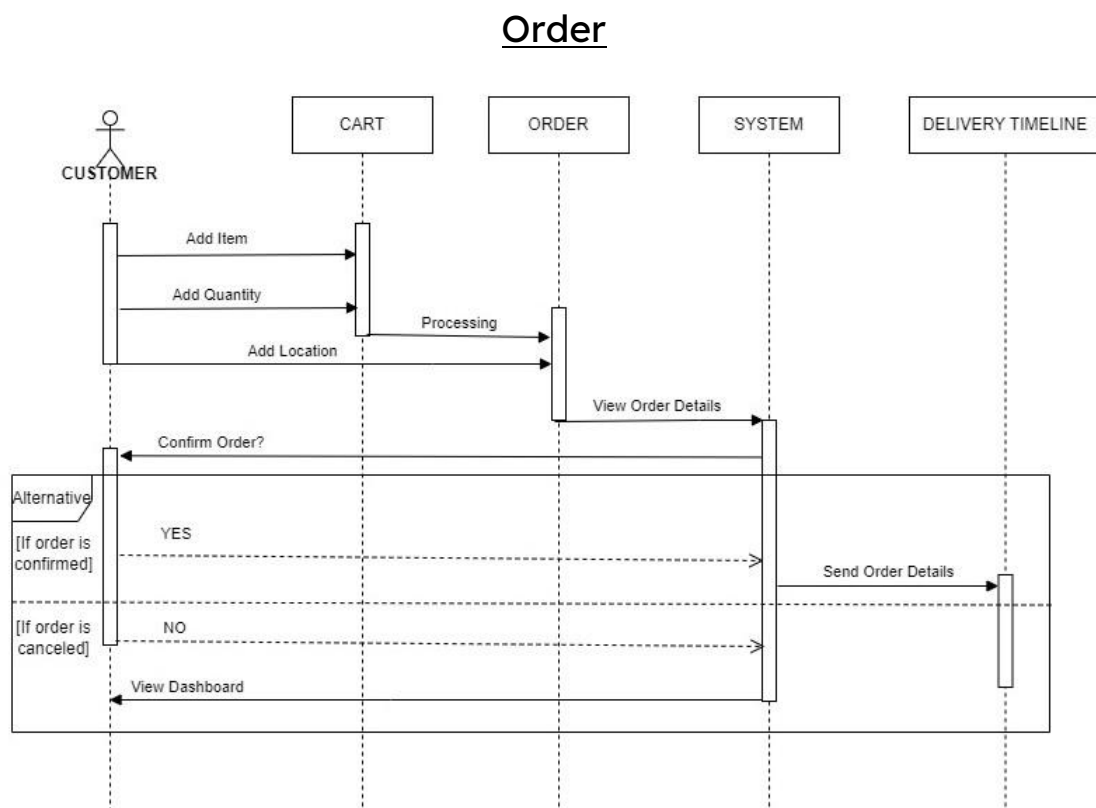 Order
CUSTOMER
CART
ORDER
SYSTEM
DELIVERY TIMELINE
Add Item
Add Quantity
Processing
Add Location
View Order Details
Confirm Order?
Alternative
[If order is
confirmed]
YES
Send Order Details
[If order is
canceled]
NO
View Dashboard